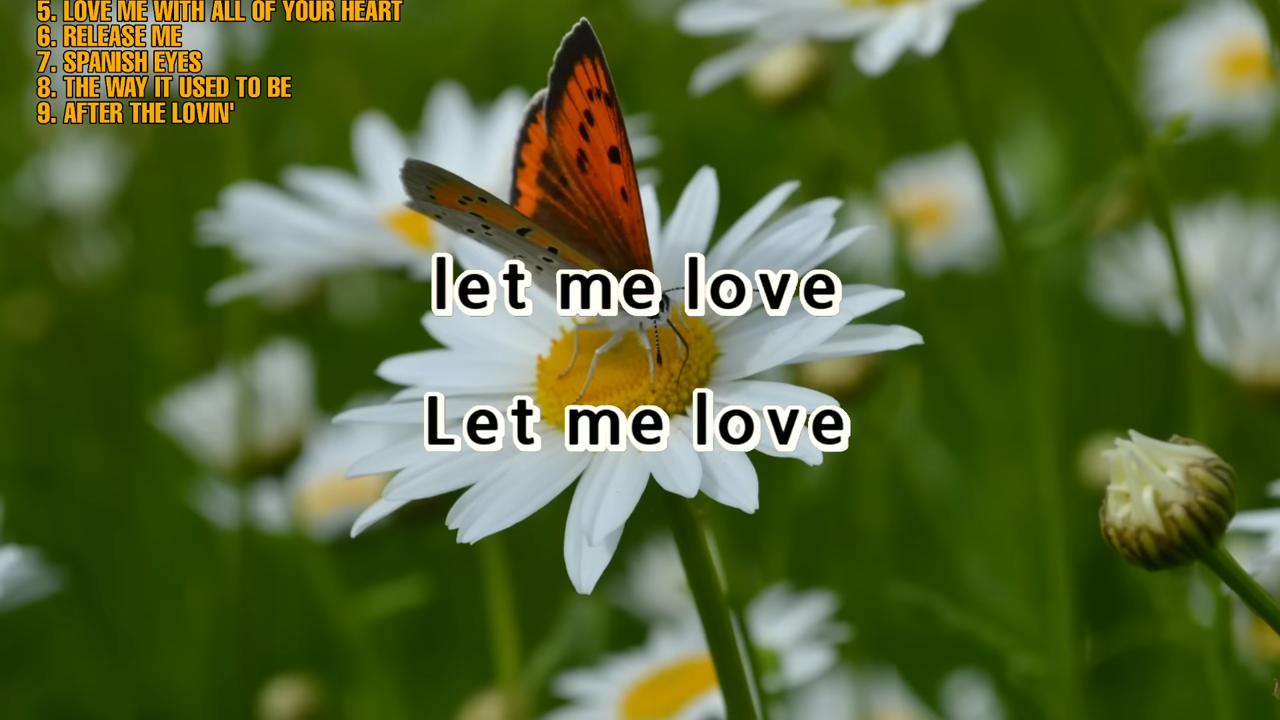 5. LOVE ME WITH ALL OF YOUR HEART
6. RELEASE ME
7. SPANISH EYES
8. THE WAY IT USED TO BE
9. AFTER THE LOVIN'
let me love
Let me love